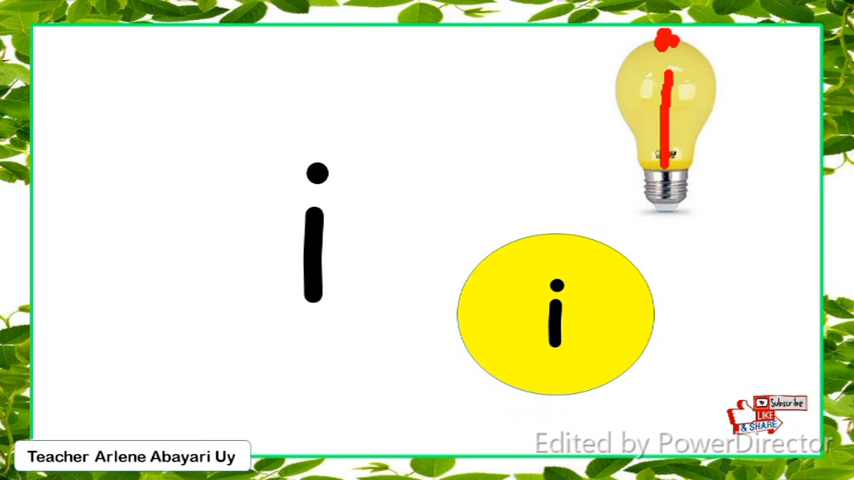 i
i
i
Subscribe
LIKE
& SHARE
Edited by PowerDirector
Teacher Arlene Abayari Uy